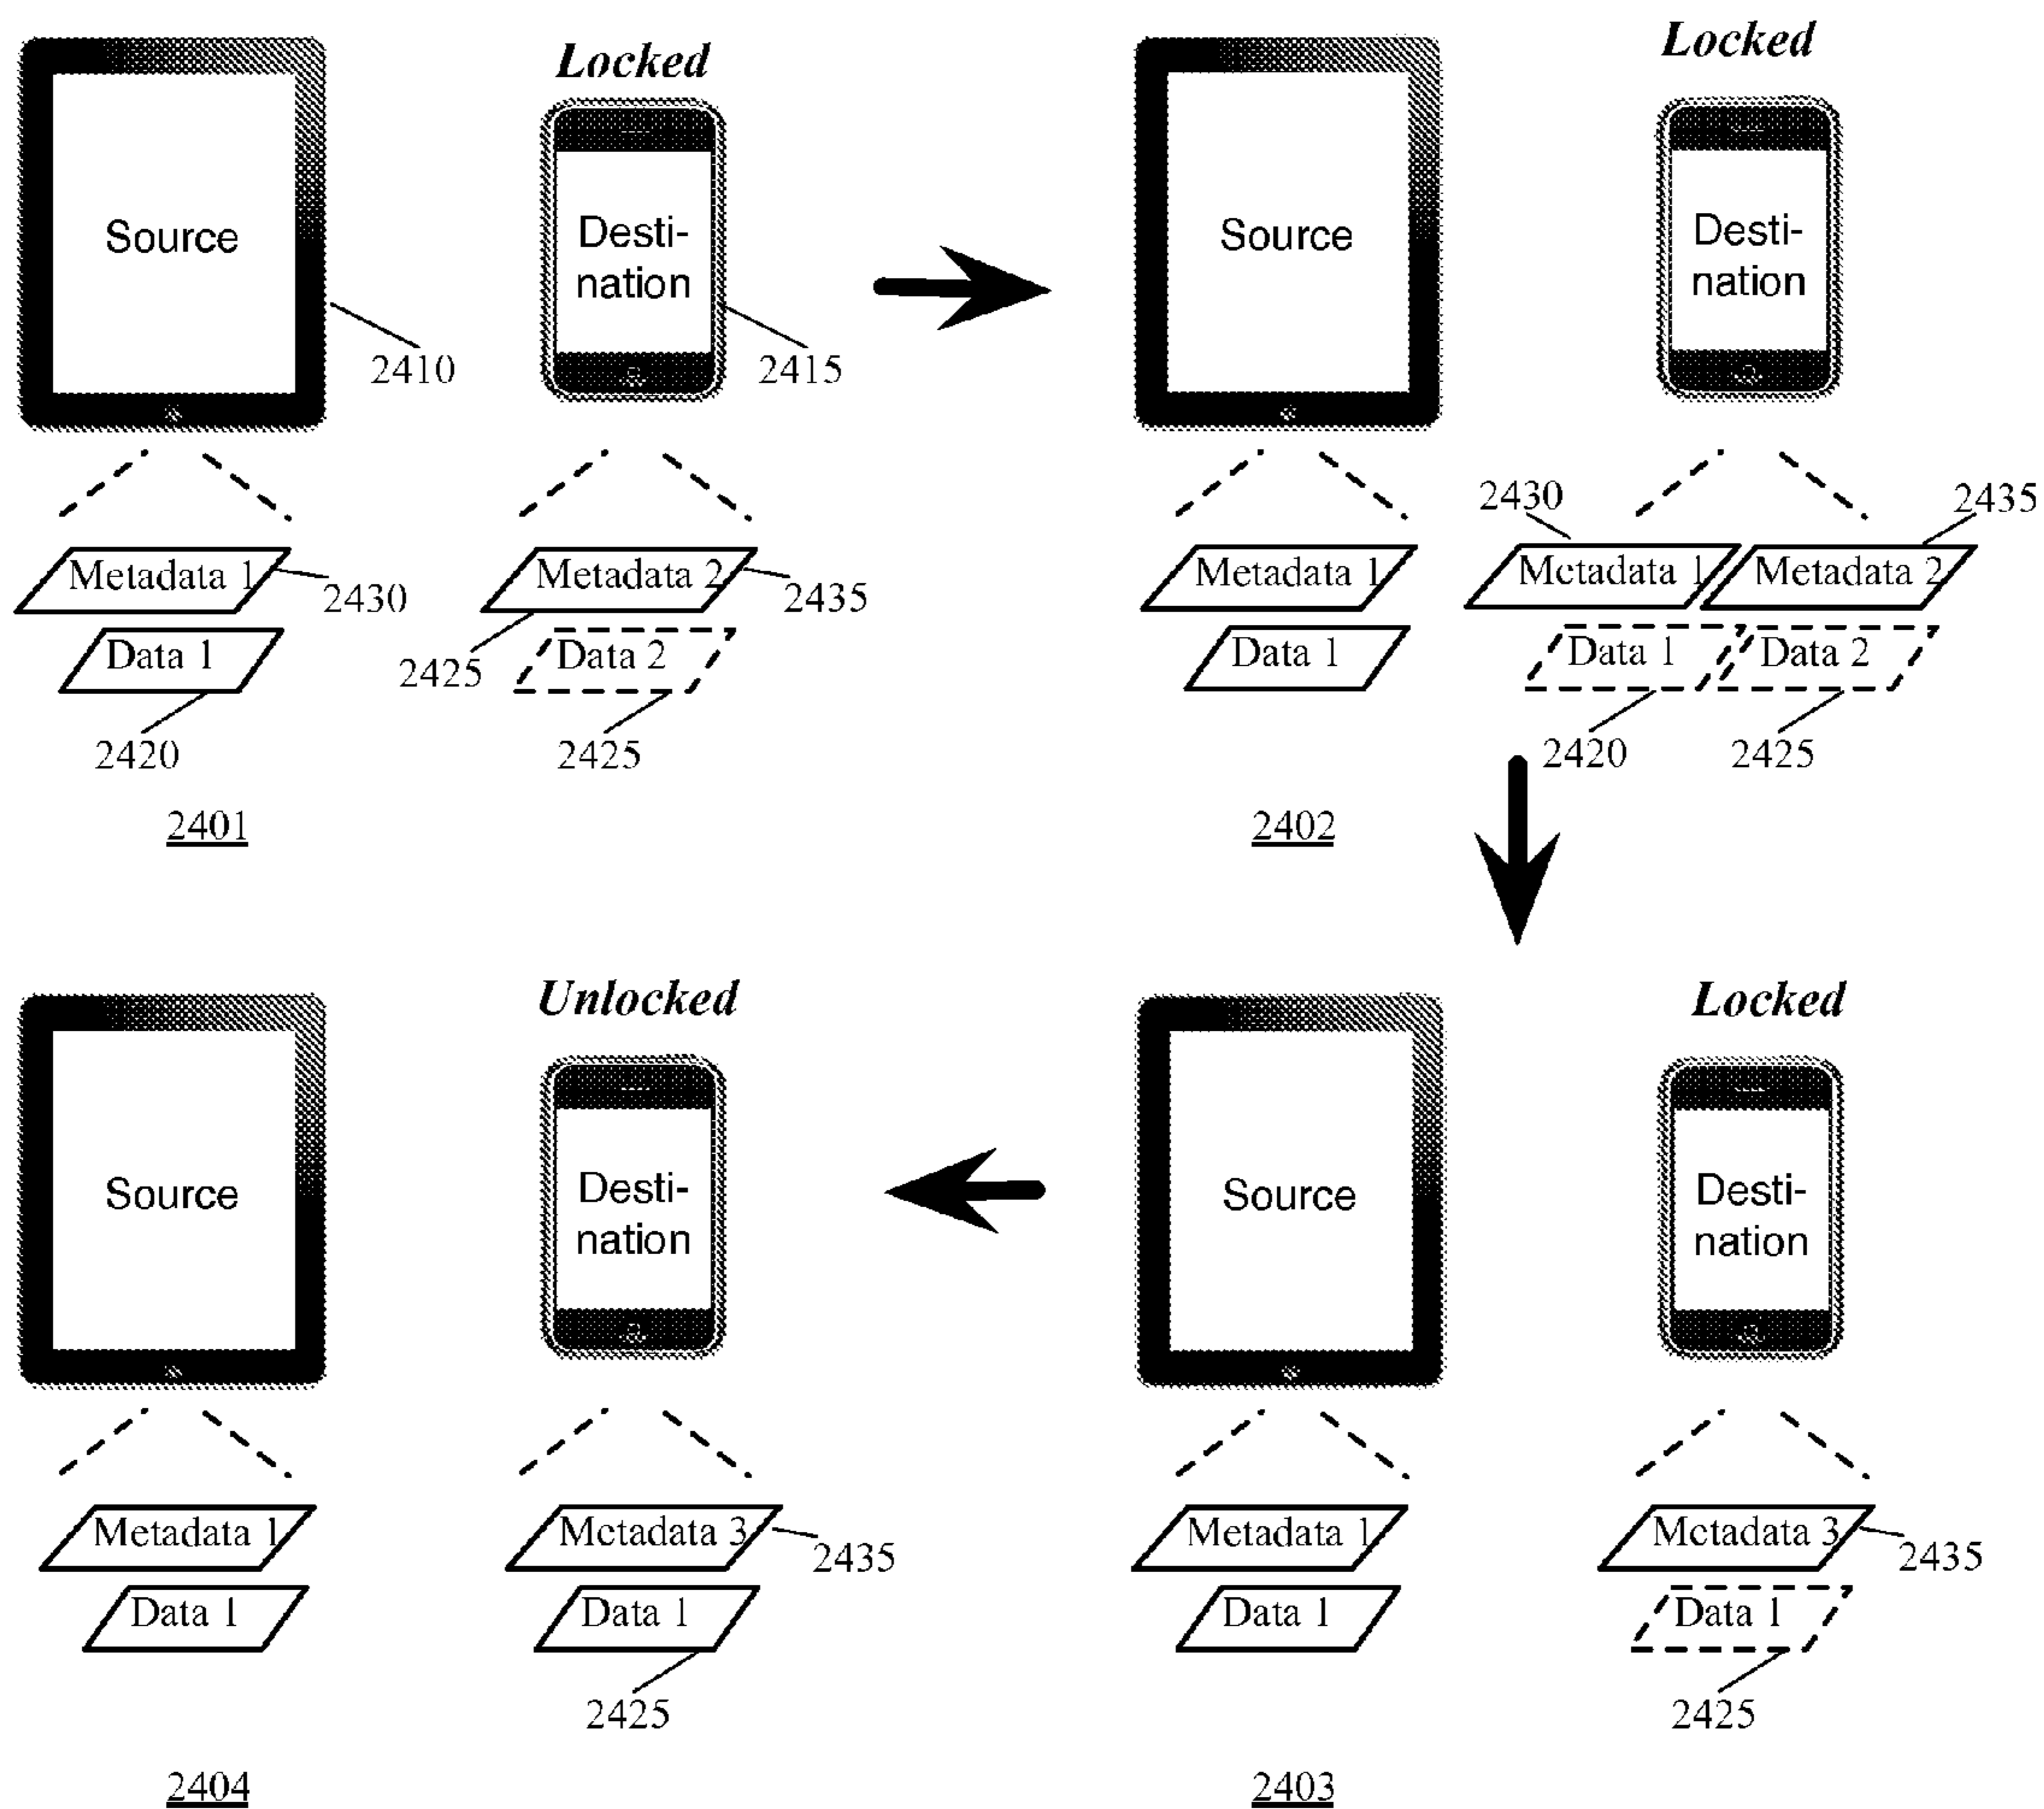 Locked
Source
Desti-
nation
2410
2415
Metadata 1
2430
Data 1
2420
Metadata 2
2435
2425
Data 2
2425
2401
Locked
Source
Desti-
nation
2430
2435
Metadata 1
Data 1
Metadata 1
Metadata 2
Data 1
Data 2
2420
2425
2402
Unlocked
Source
Desti-
nation
Metadata 1
Data 1
Metadata 3
2435
Data 1
2425
2404
Locked
Source
Desti-
nation
Metadata 1
Data 1
Metadata 3
2435
Data 1
2425
2403